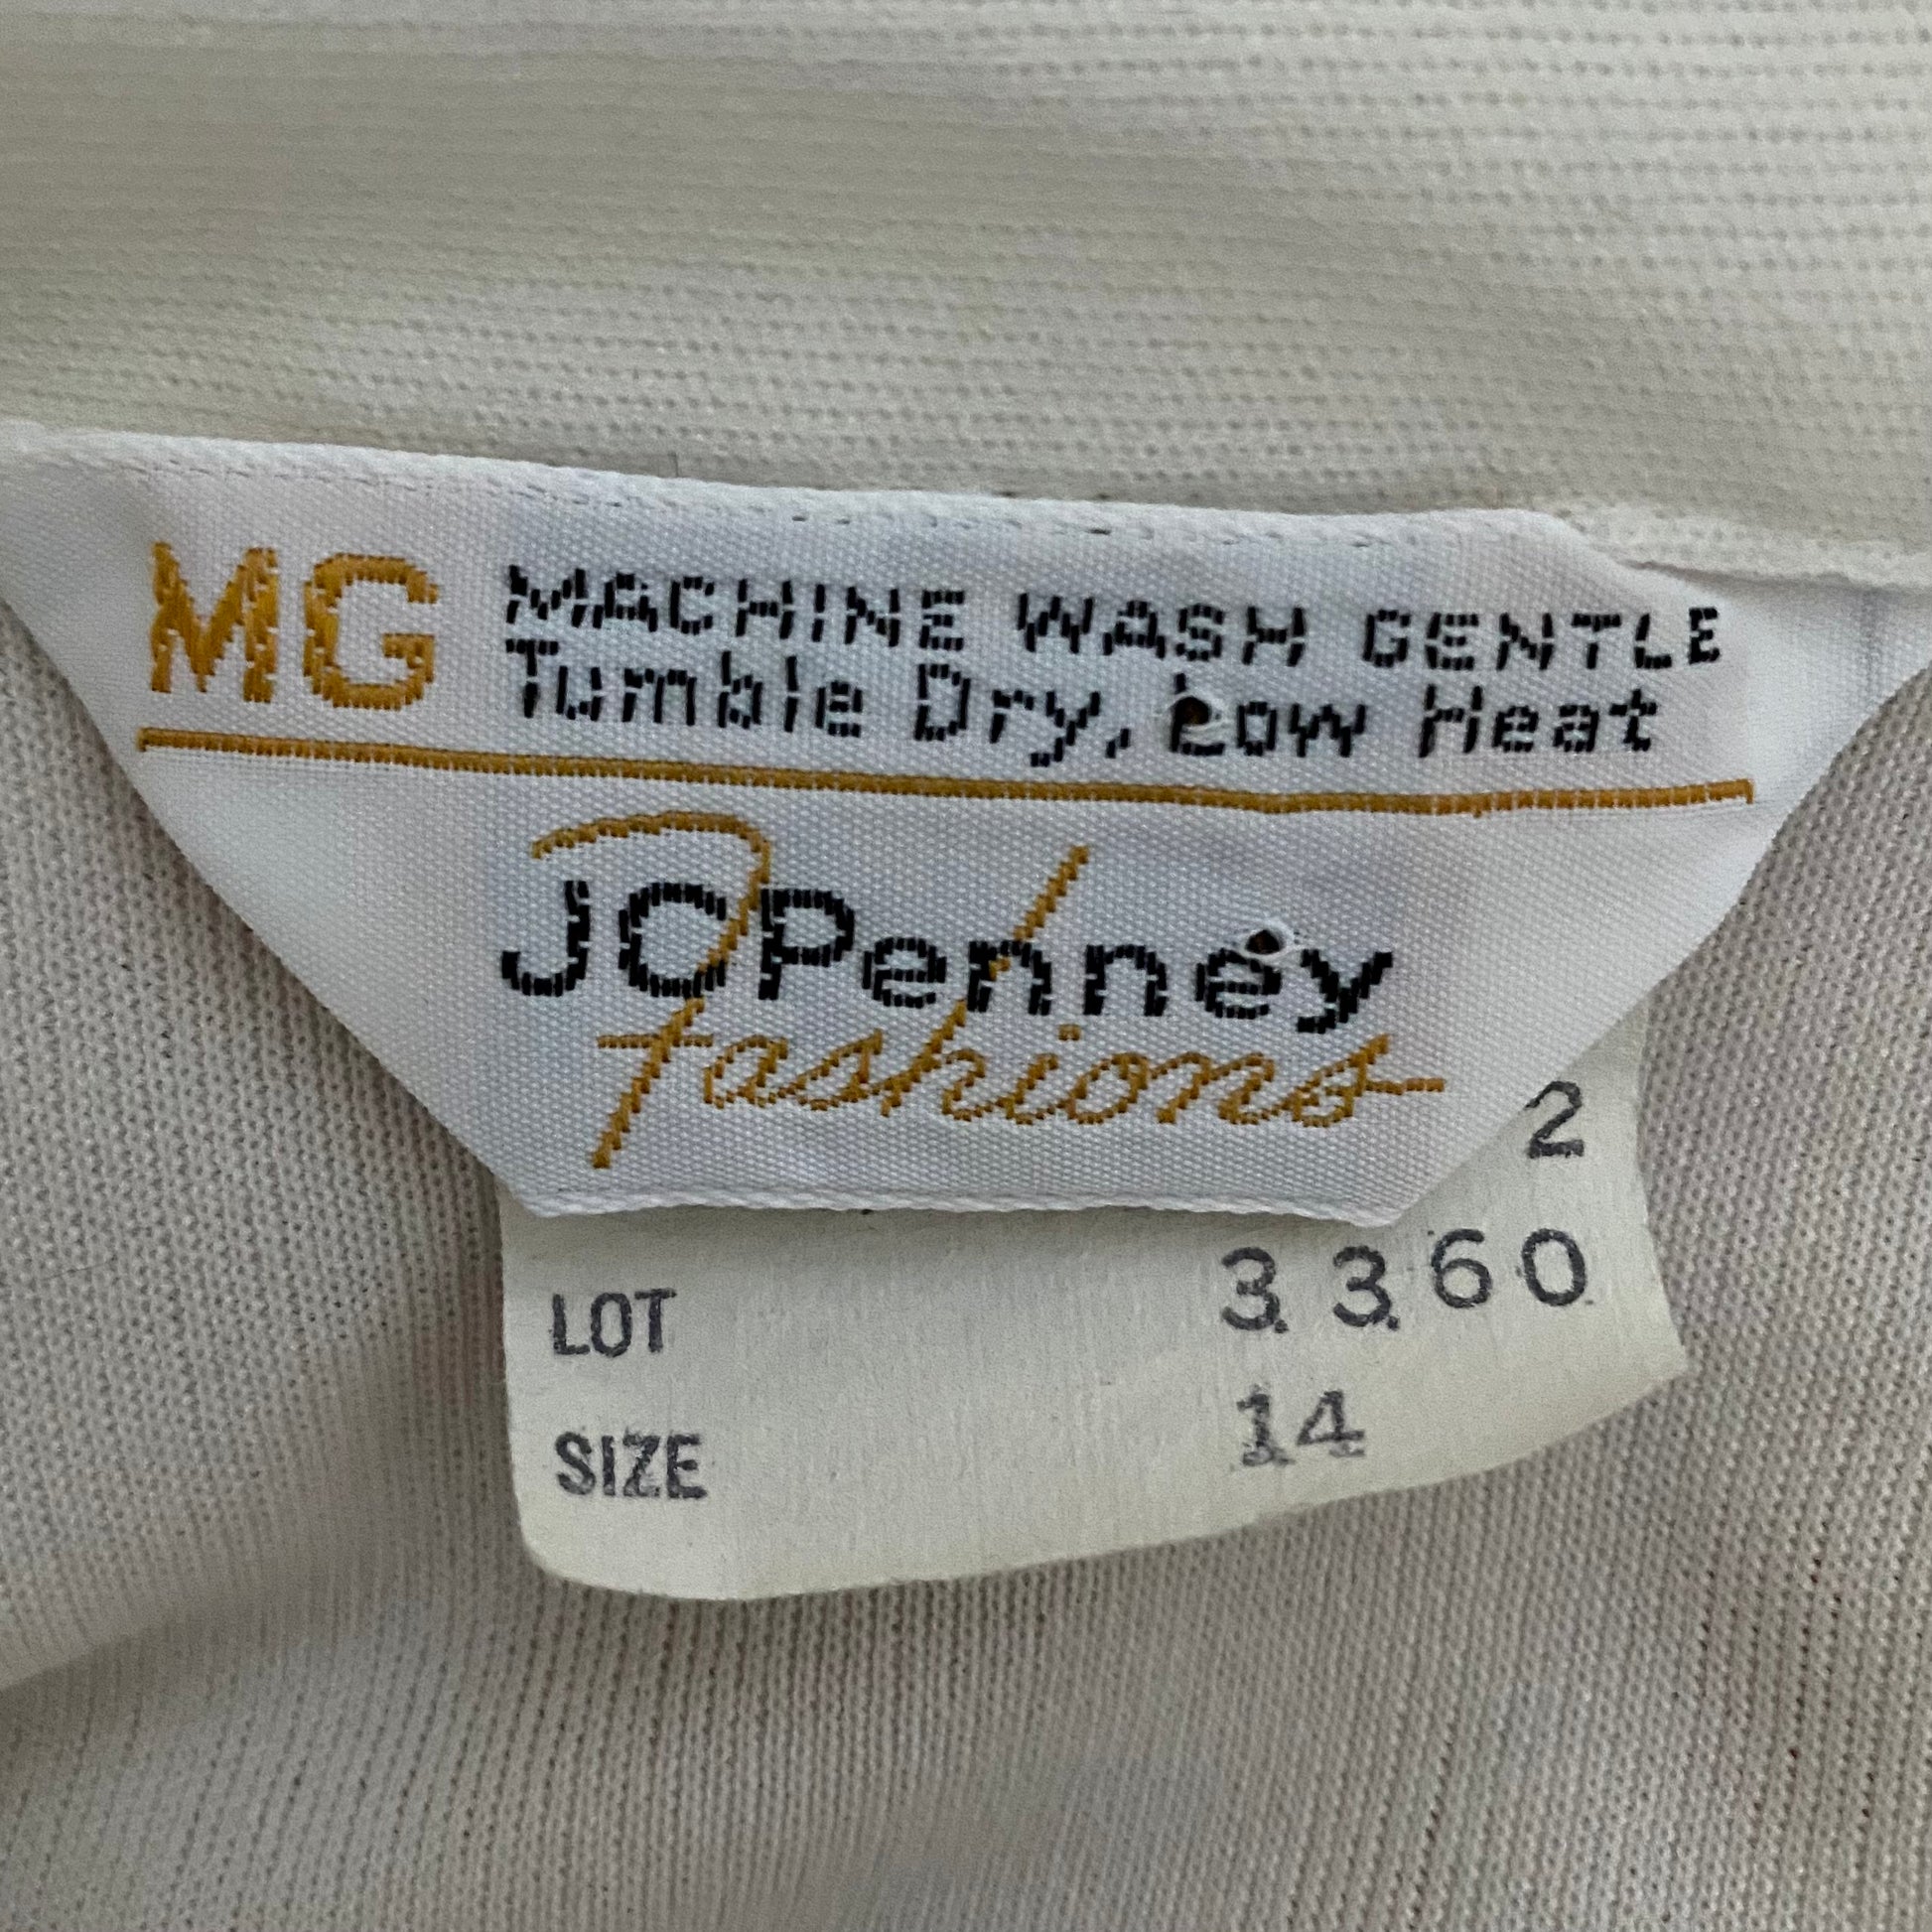 MG MACHINE WASH GENTLE
Tumble Dry, Low Heat
JCPenney
Fashions
2
LOT 3360
SIZE 14